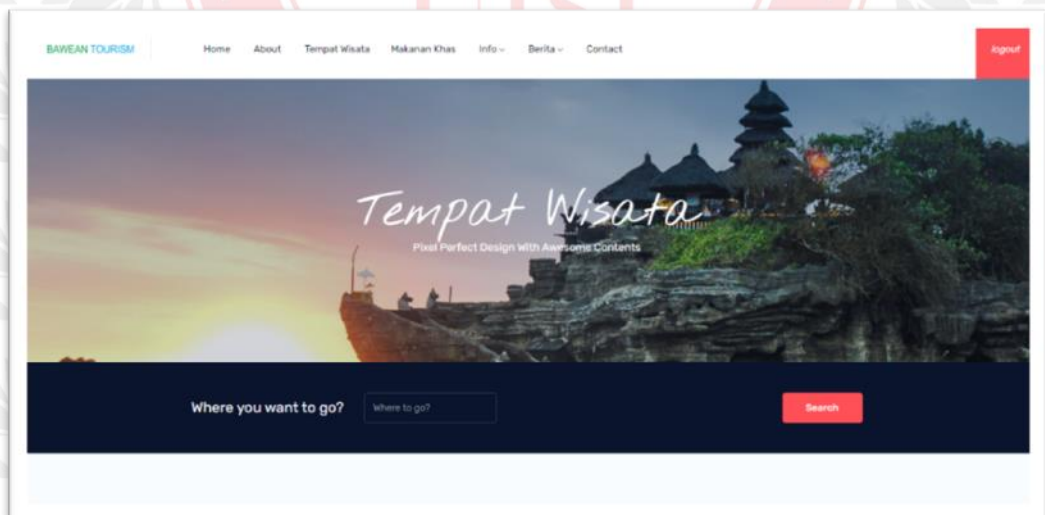 BAWEAN TOURISM
Home About Tempat Wisata Makanan Khas Info Berita Contact
logout
Tempat Wisata
Pixel Perfect Design With Awesome Contents
Where you want to go?
Where to go?
Search